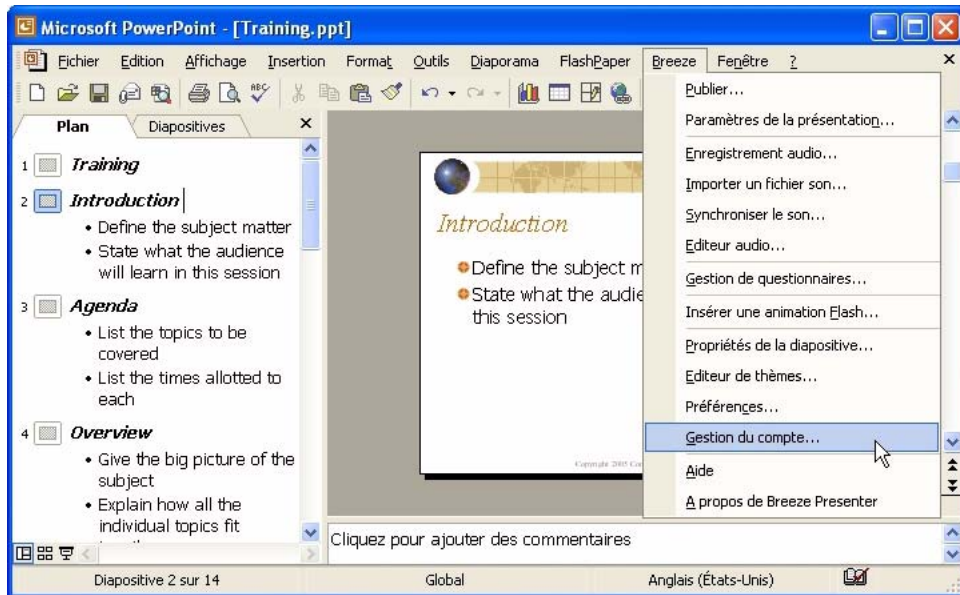 Microsoft PowerPoint - [Training.ppt]
Fichier Edition Affichage Insertion Format Outils Diaporama FlashPaper Breeze Fenêtre ?
Plan Diapositives
1 Training
2 Introduction
• Define the subject matter
• State what the audience
will learn in this session
3 Agenda
• List the topics to be
covered
• List the times allotted to
each
4 Overview
• Give the big picture of the
subject
• Explain how all the
individual topics fit
Introduction
Define the subject m
State what the audie
this session
Copyright 2005 Co
Publier...
Paramètres de la présentation...
Enregistrement audio...
Importer un fichier son...
Synchroniser le son...
Editeur audio...
Gestion de questionnaires...
Insérer une animation Flash...
Propriétés de la diapositive...
Editeur de thèmes...
Préférences...
Gestion du compte...
Aide
A propos de Breeze Presenter
Cliquez pour ajouter des commentaires
Diapositive 2 sur 14 Global Anglais (États-Unis)